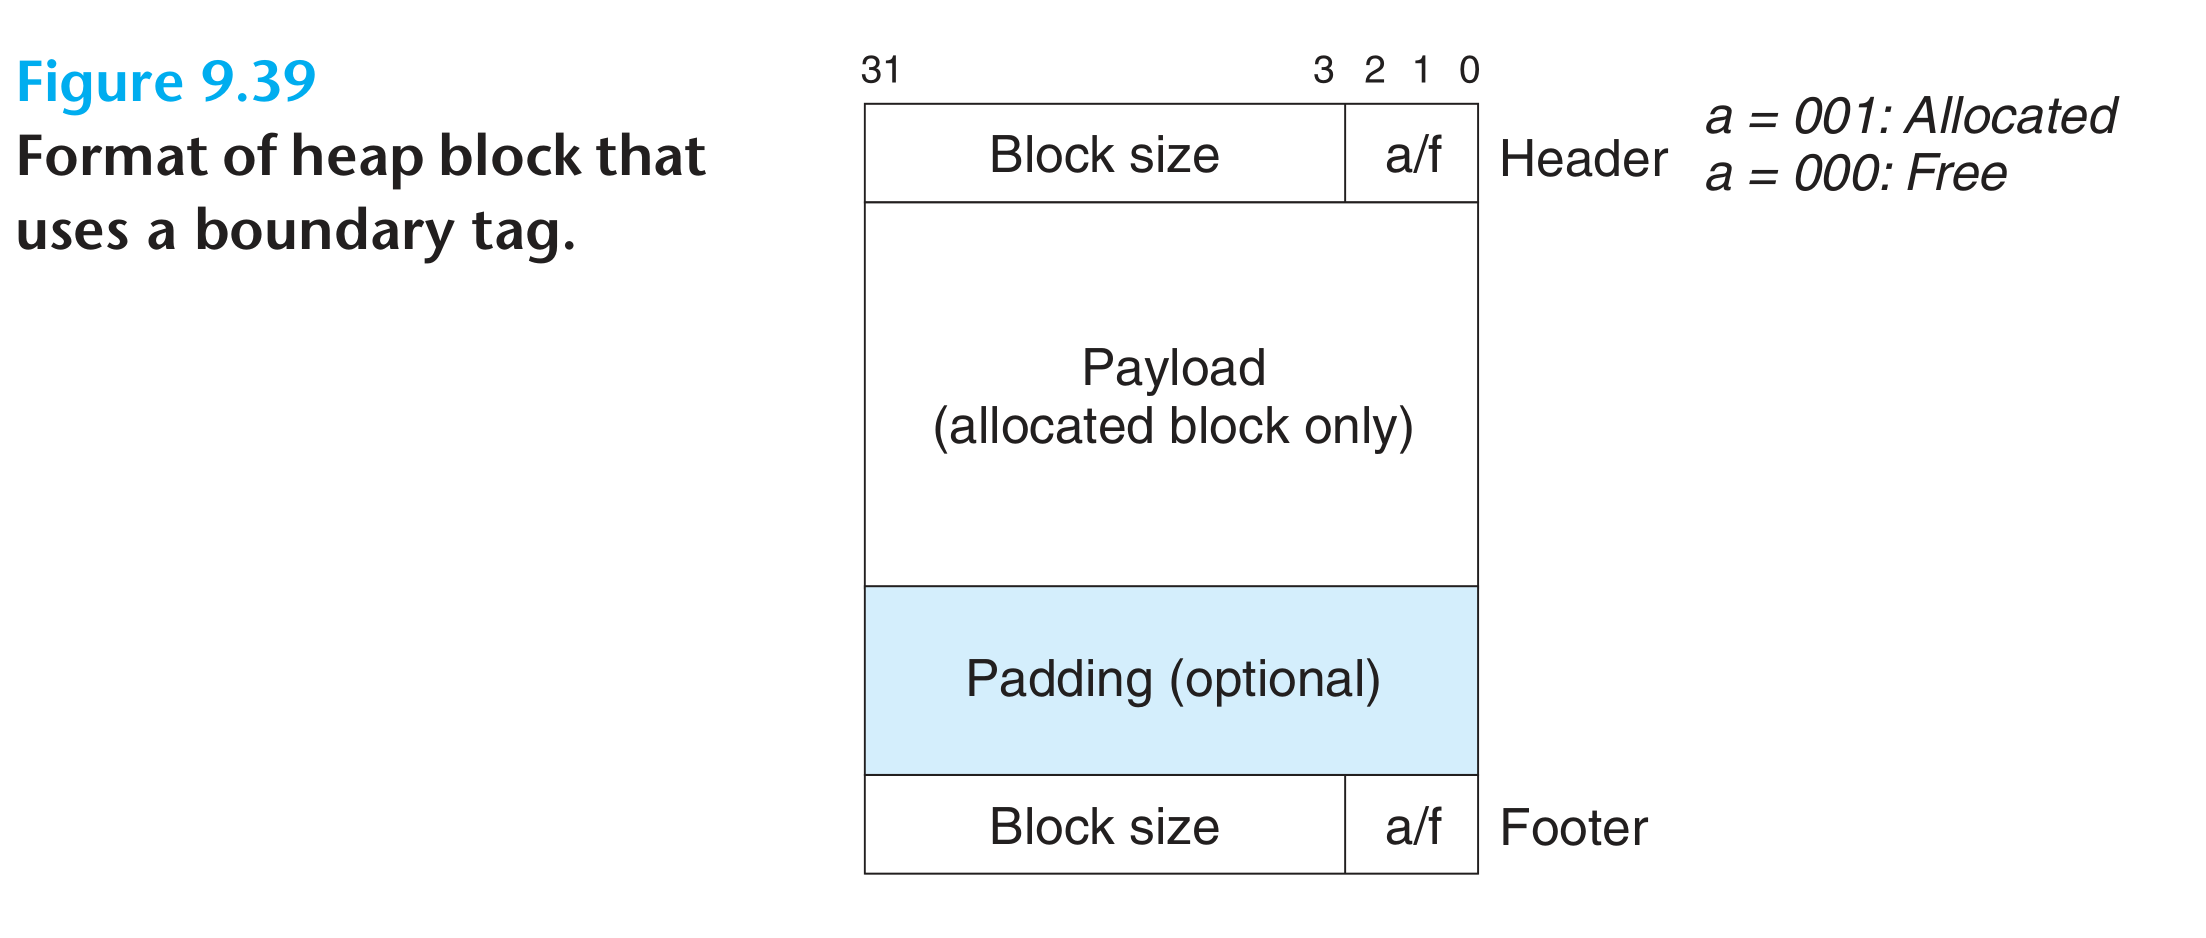 Figure 9.39
Format of heap block that
uses a boundary tag.
31 3 2 1 0
Block size a/f Header
a = 001: Allocated
a = 000: Free
Payload
(allocated block only)
Padding (optional)
Block size a/f Footer